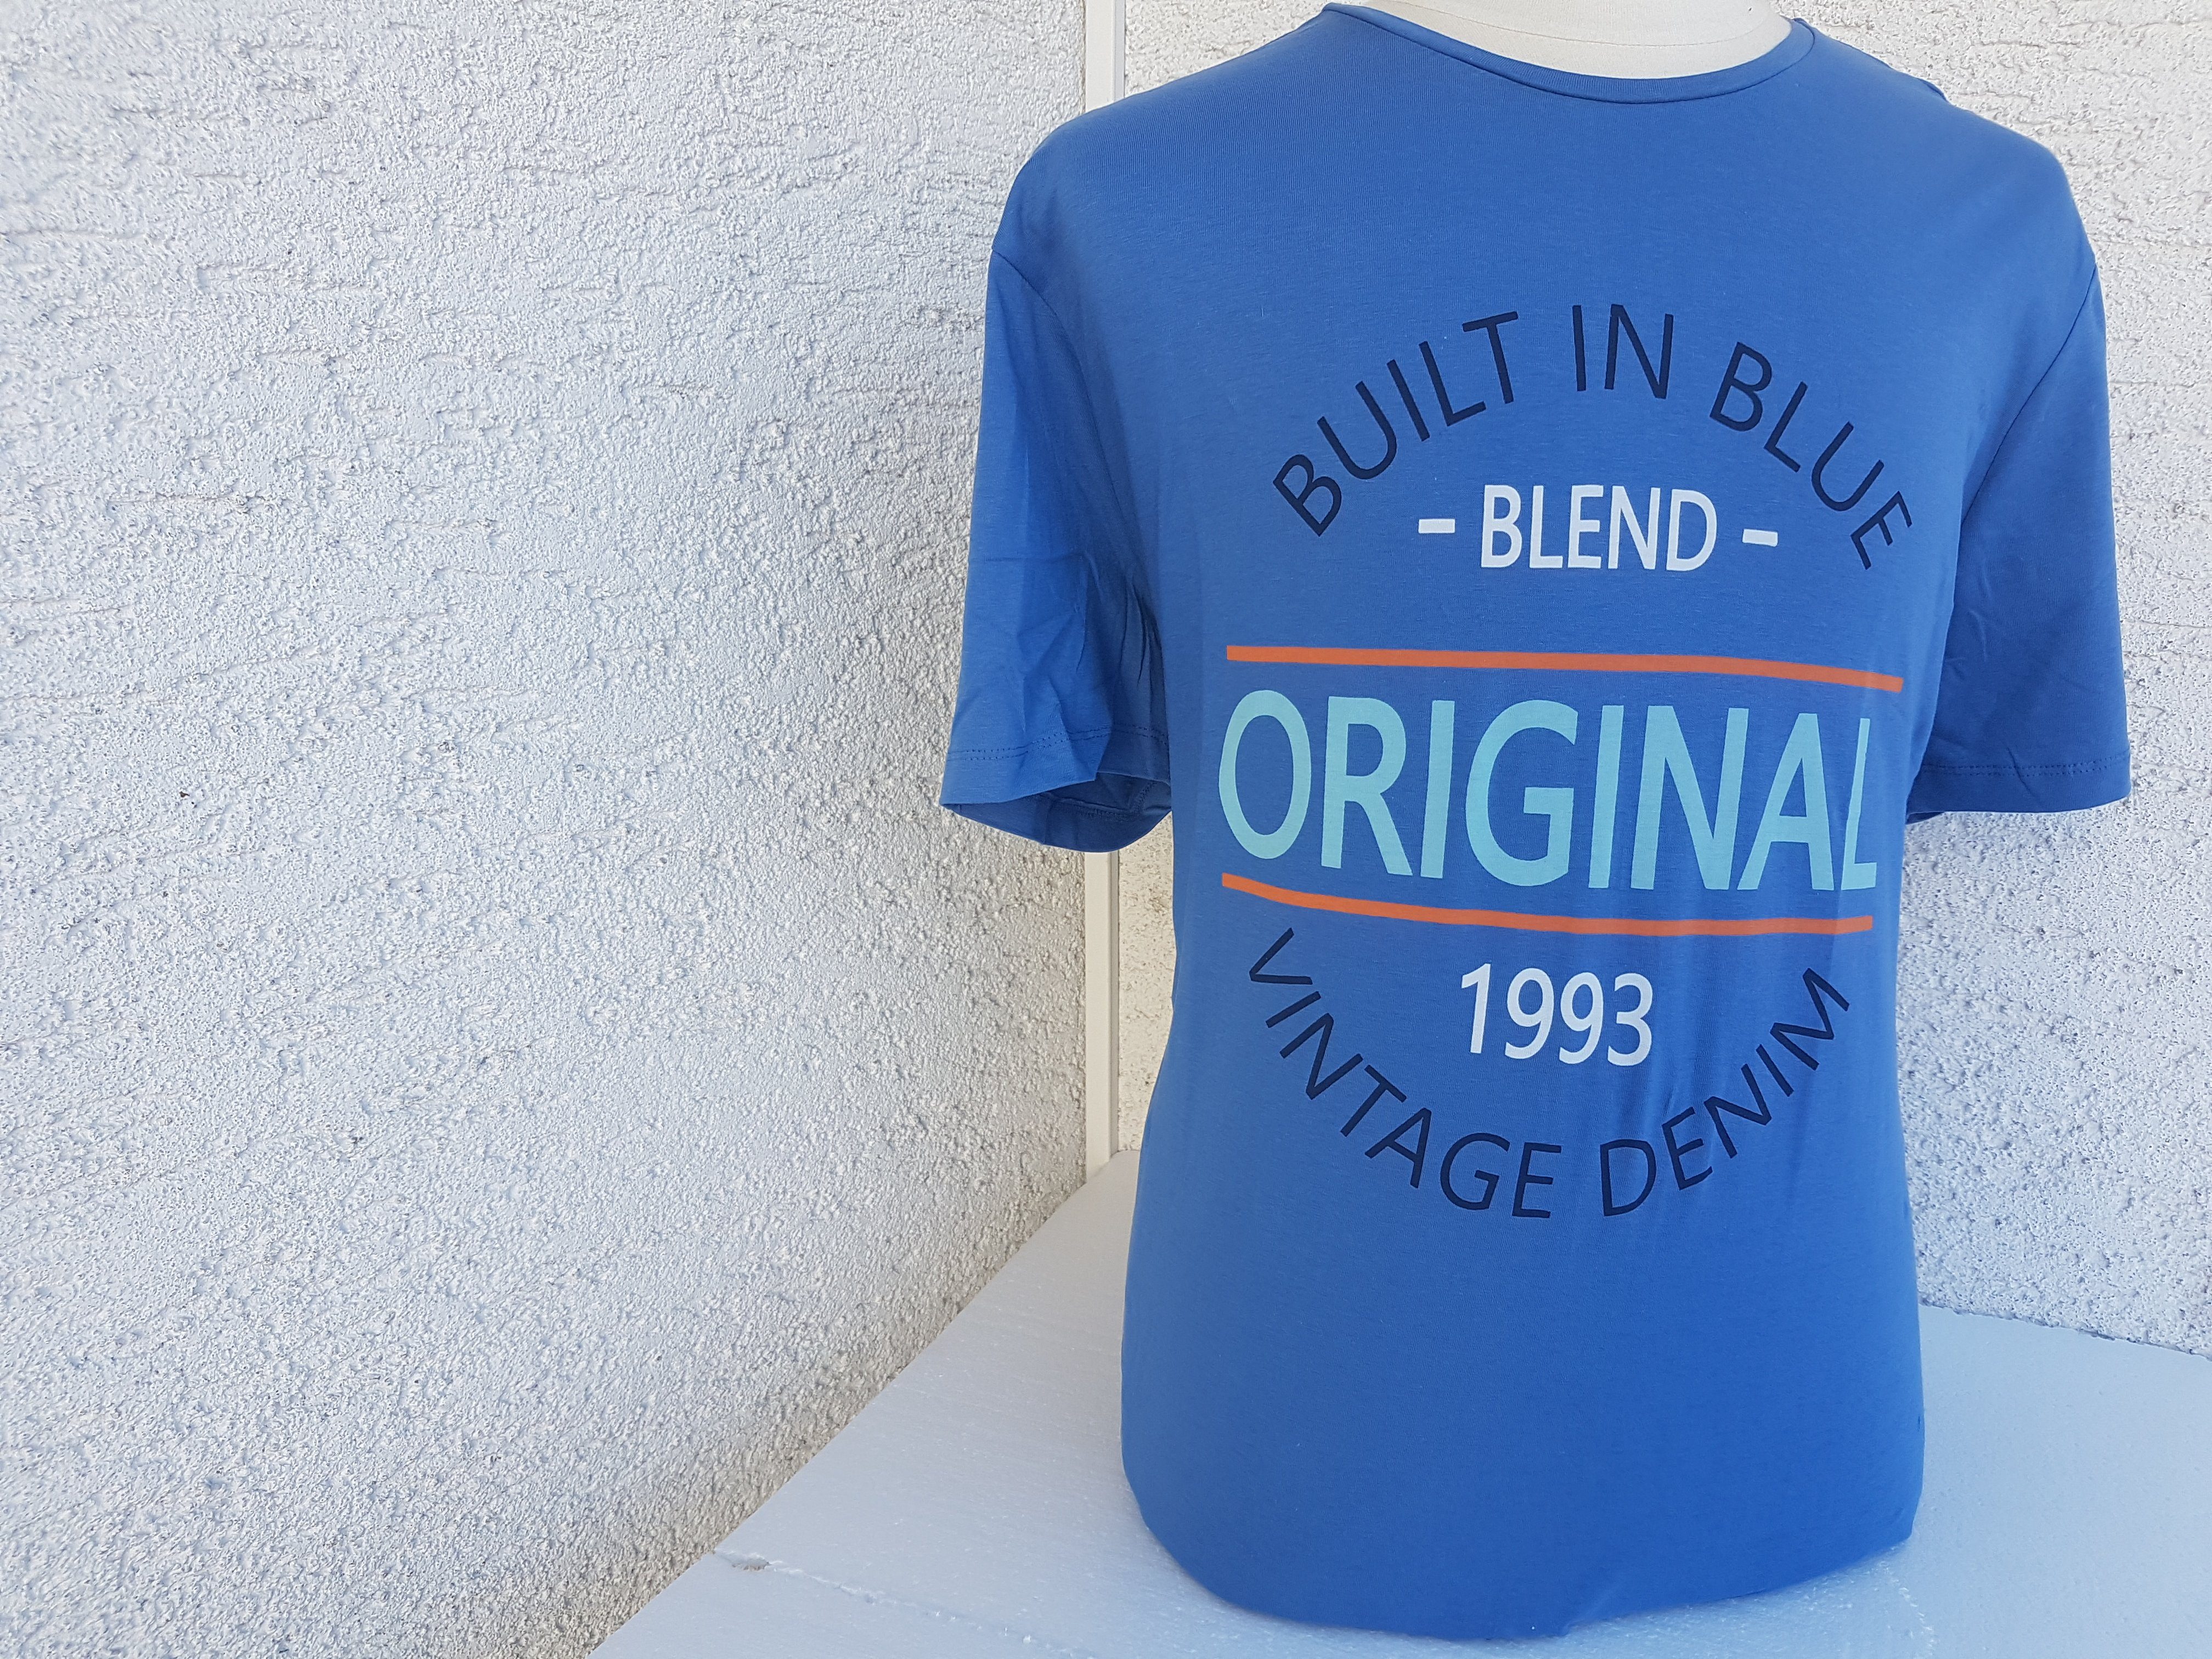 BUILT IN BLUE
- BLEND -
ORIGINAL
1993
VINTAGE DENIM